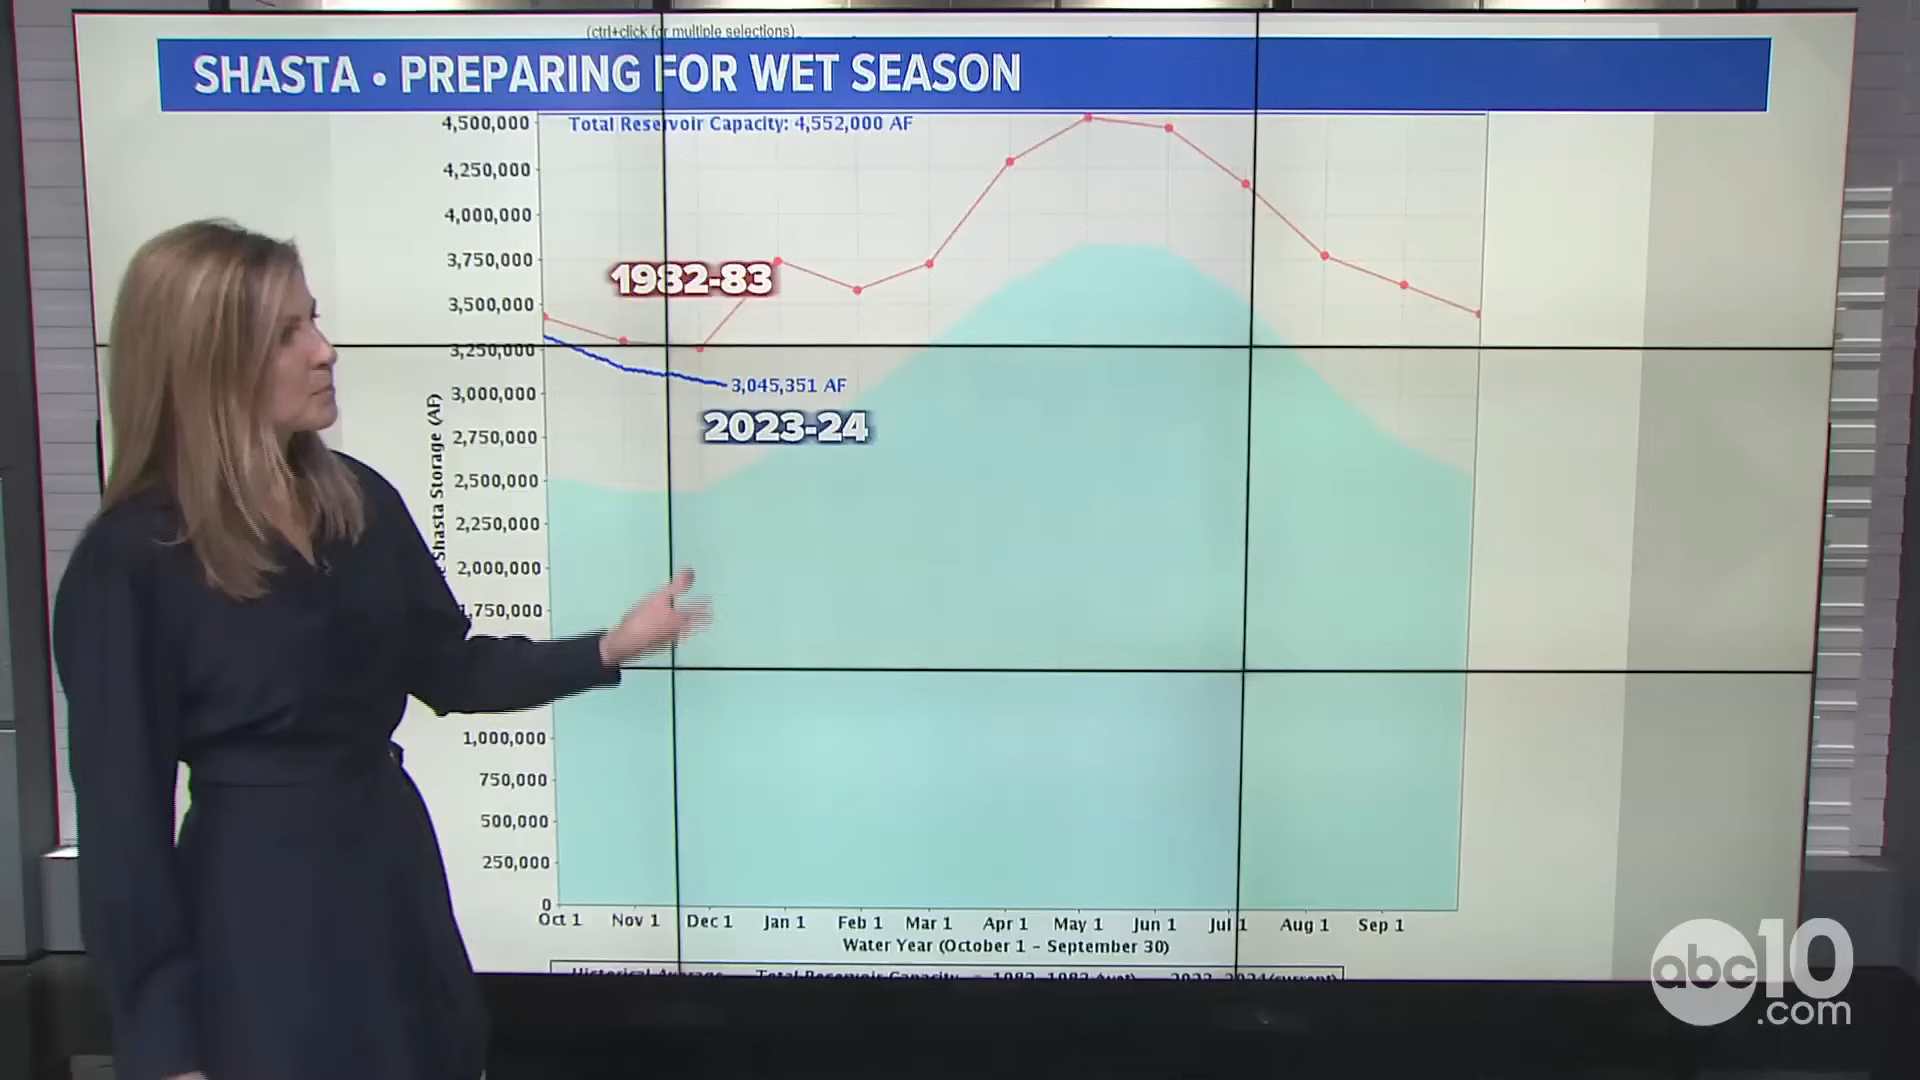 (ctrl+click for multiple selections)
SHASTA • PREPARING FOR WET SEASON
Total Reservoir Capacity: 4,552,000 AF
4,500,000
4,250,000
4,000,000
3,750,000
3,500,000
3,250,000
3,000,000
2,750,000
2,500,000
2,250,000
2,000,000
1,750,000
1,000,000
750,000
500,000
250,000
0
Shasta Storage (AF)
1982-83
3,045,351 AF
2023-24
Oct 1 Nov 1 Dec 1 Jan 1 Feb 1 Mar 1 Apr 1 May 1 Jun 1 Jul 1 Aug 1 Sep 1
Water Year (October 1 - September 30)
Historical Average Total Reservoir Capacity
abc10
.com